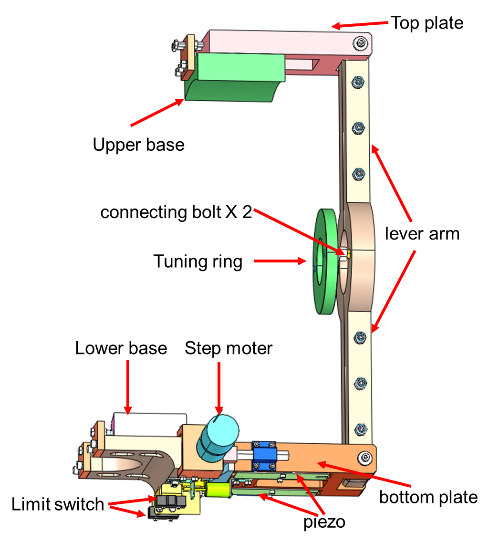 Top plate
Upper base
connecting bolt X 2
lever arm
Tuning ring
Lower base
Step moter
Limit switch
bottom plate
piezo